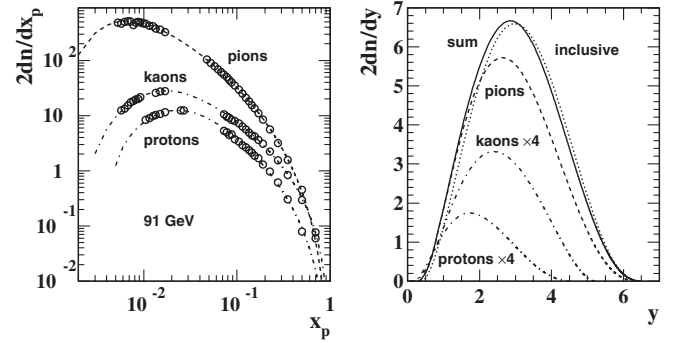 2dn/dx_p
10^2
10
1
10^-1
10^-2
pions
kaons
protons
91 GeV
10^-2
10^-1
1
x_p
2dn/dy
7
6
5
4
3
2
1
0
sum
inclusive
pions
kaons ×4
protons ×4
0
2
4
6
y